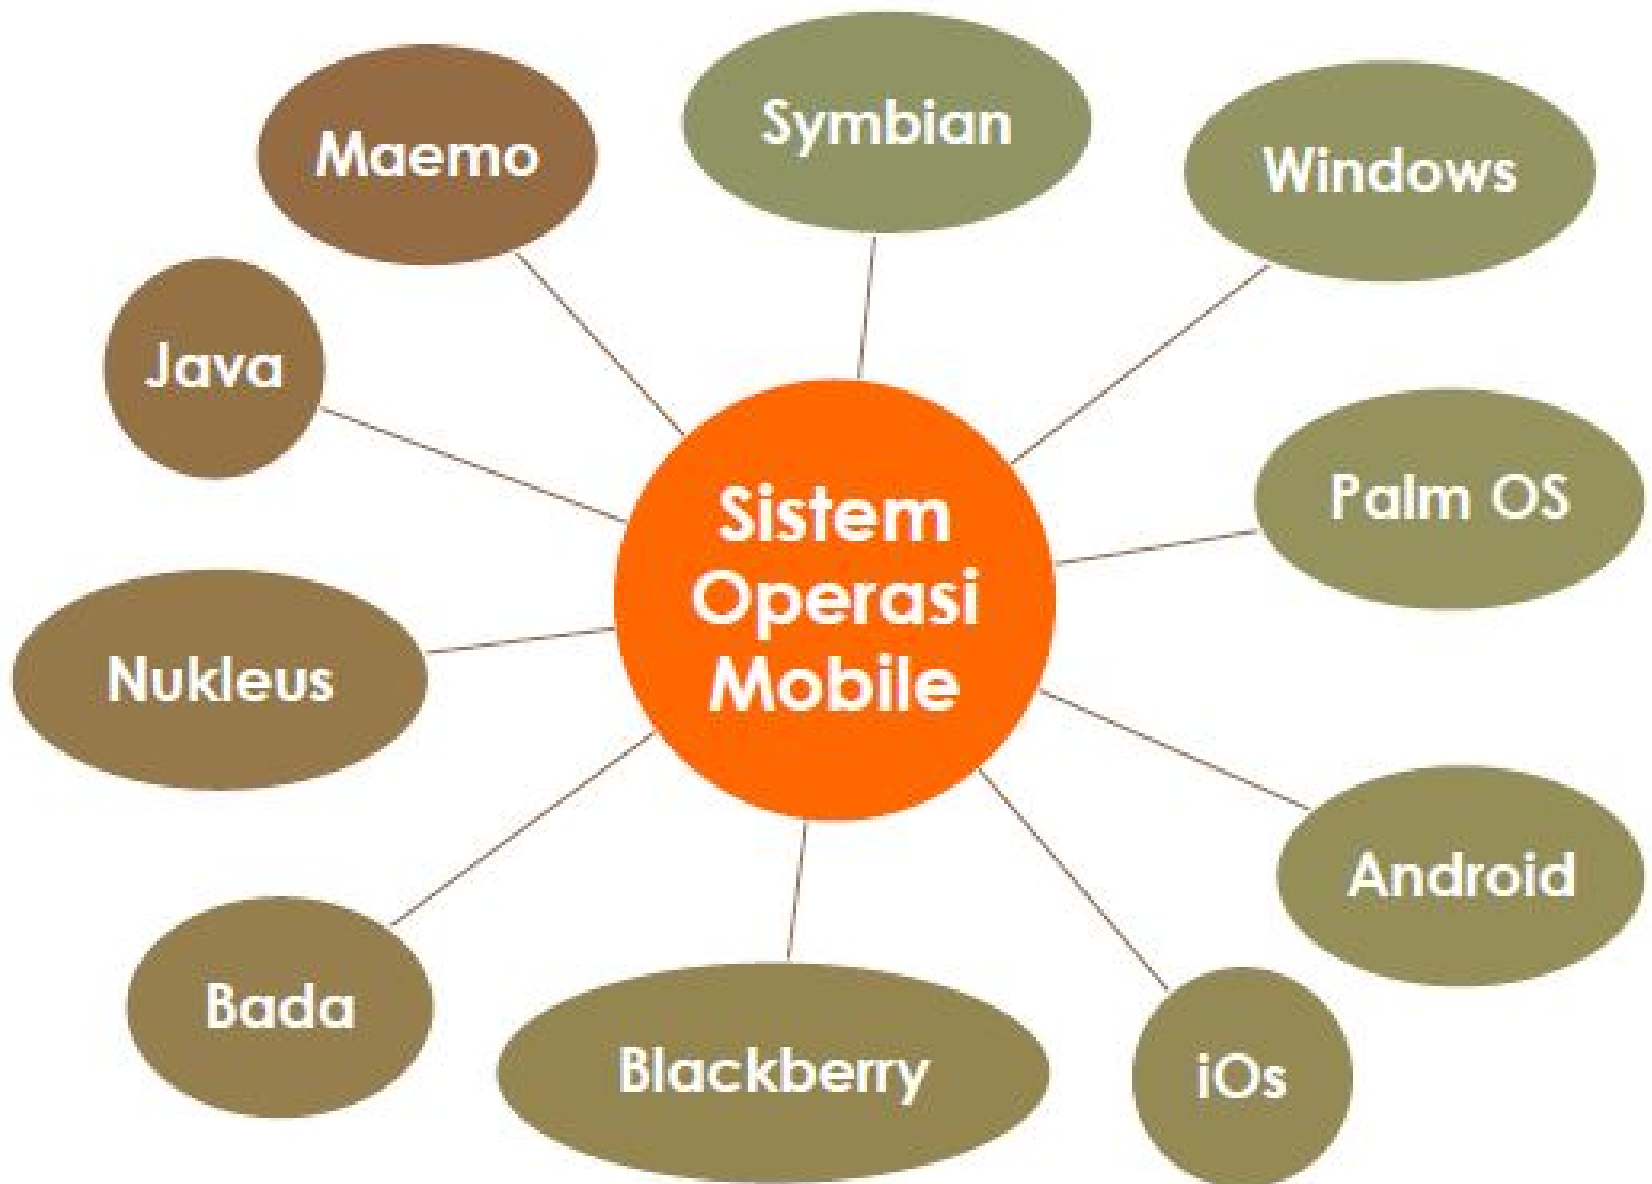 Maemo
Symbian
Windows
Java
Palm OS
Sistem
Operasi
Mobile
Nukleus
Android
Bada
Blackberry
iOs